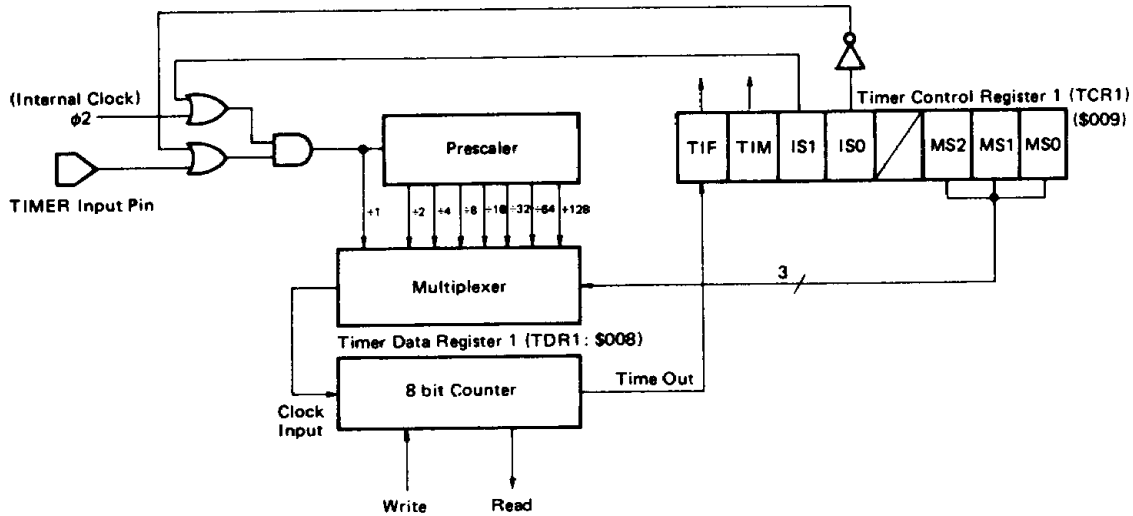 (Internal Clock)
φ2
TIMER Input Pin
Prescaler
÷1
÷2
÷4
÷8
÷16
÷32
÷64
÷128
Multiplexer
Timer Data Register 1 (TDR1: $008)
8 bit Counter
Clock
Input
Write
Read
Time Out
Timer Control Register 1 (TCR1)
($009)
TIF
TIM
IS1
IS0
MS2
MS1
MS0
3